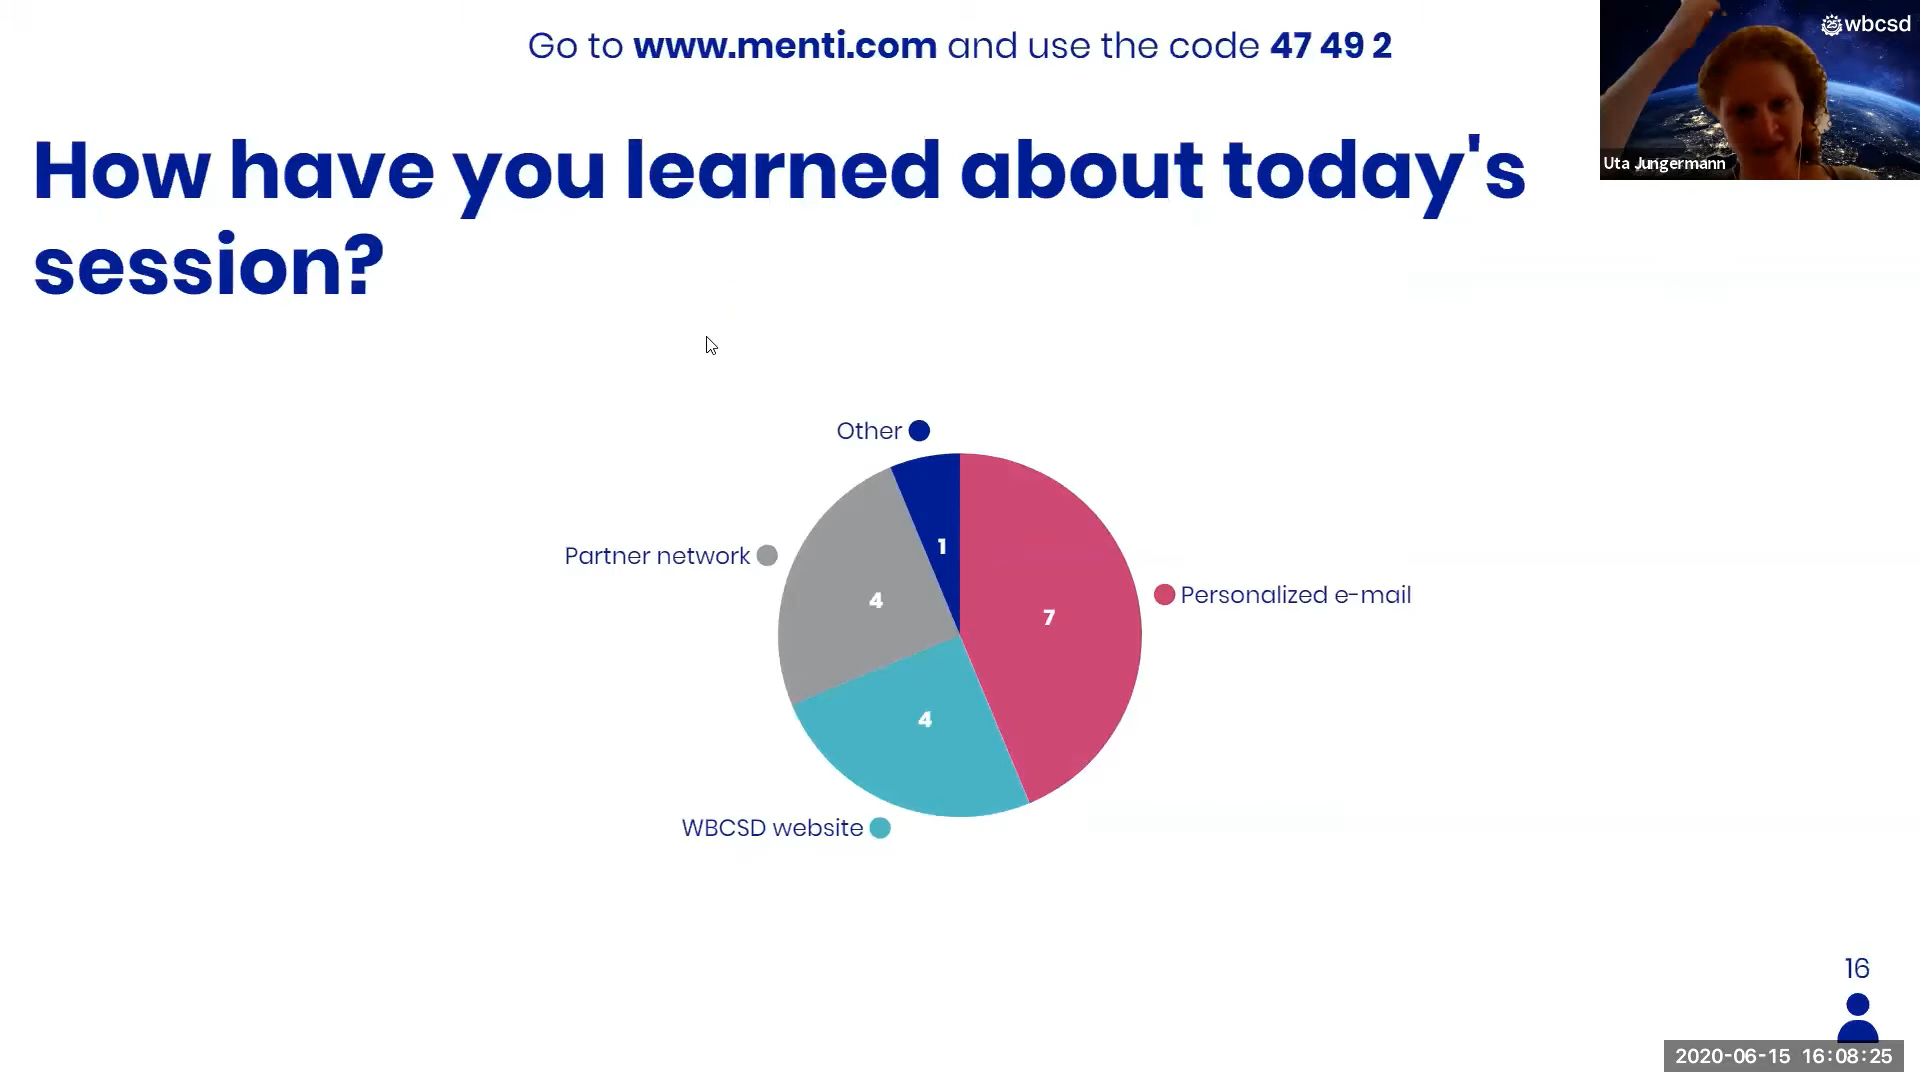 Go to www.menti.com and use the code 47 49 2
wbcsd
Uta Jungermann
How have you learned about today's
session?
Other
1
Partner network
4
Personalized e-mail
7
4
WBCSD website
16
2020-06-15 16:08:25